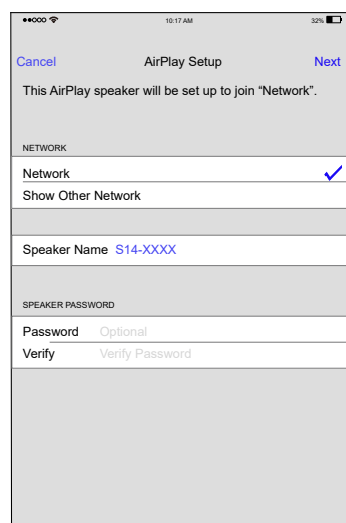 10:17 AM 32%
Cancel AirPlay Setup Next
This AirPlay speaker will be set up to join “Network”.
NETWORK
Network
Show Other Network
Speaker Name S14-XXXX
SPEAKER PASSWORD
Password Optional
Verify Verify Password